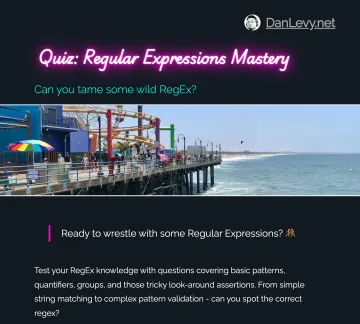 DanLevy.net
Quiz: Regular Expressions Mastery
Can you tame some wild RegEx?
Ready to wrestle with some Regular Expressions? 🤼
Test your RegEx knowledge with questions covering basic patterns,
quantifiers, groups, and those tricky look-around assertions. From simple
string matching to complex pattern validation - can you spot the correct
regex?